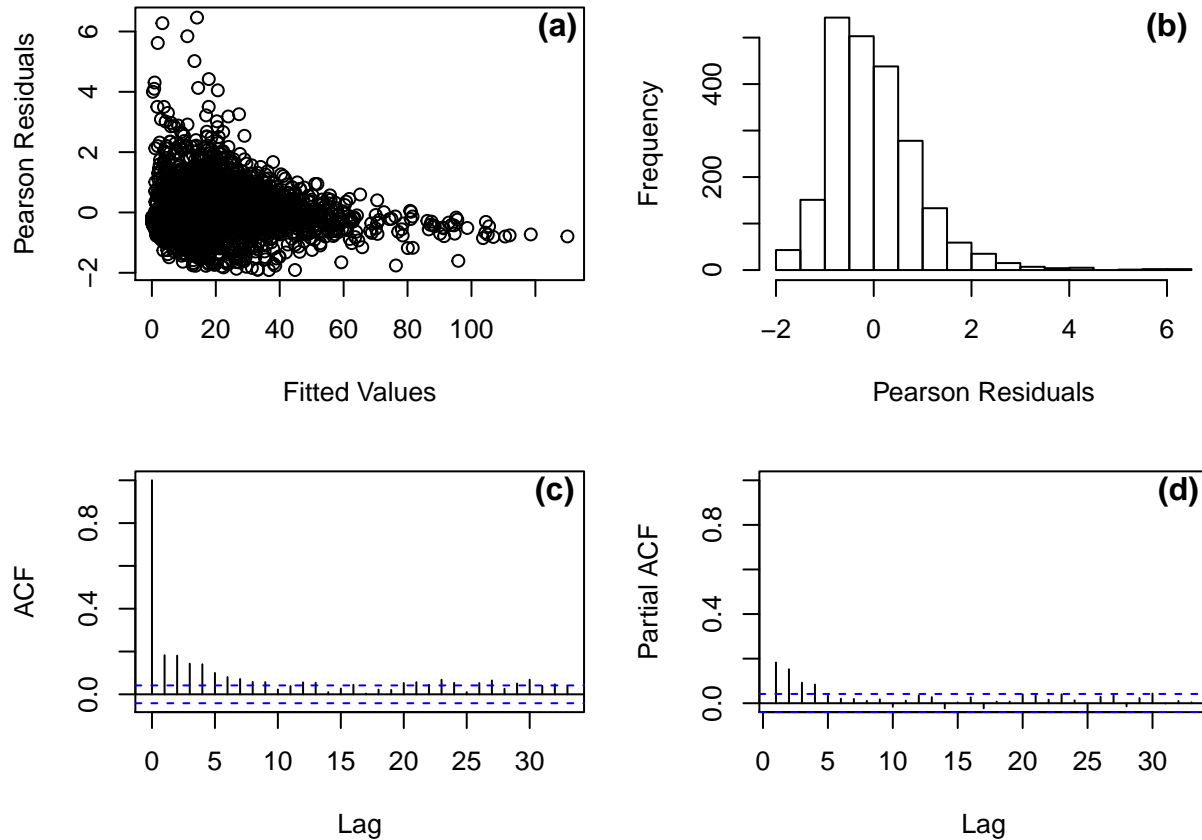 (a)
Pearson Residuals
6
4
2
0
−2
0 20 40 60 80 100
Fitted Values
(b)
Frequency
400
200
0
−2 0 2 4 6
Pearson Residuals
(c)
ACF
0.8
0.4
0.0
0 5 10 15 20 25 30
Lag
(d)
Partial ACF
0.8
0.4
0.0
0 5 10 15 20 25 30
Lag